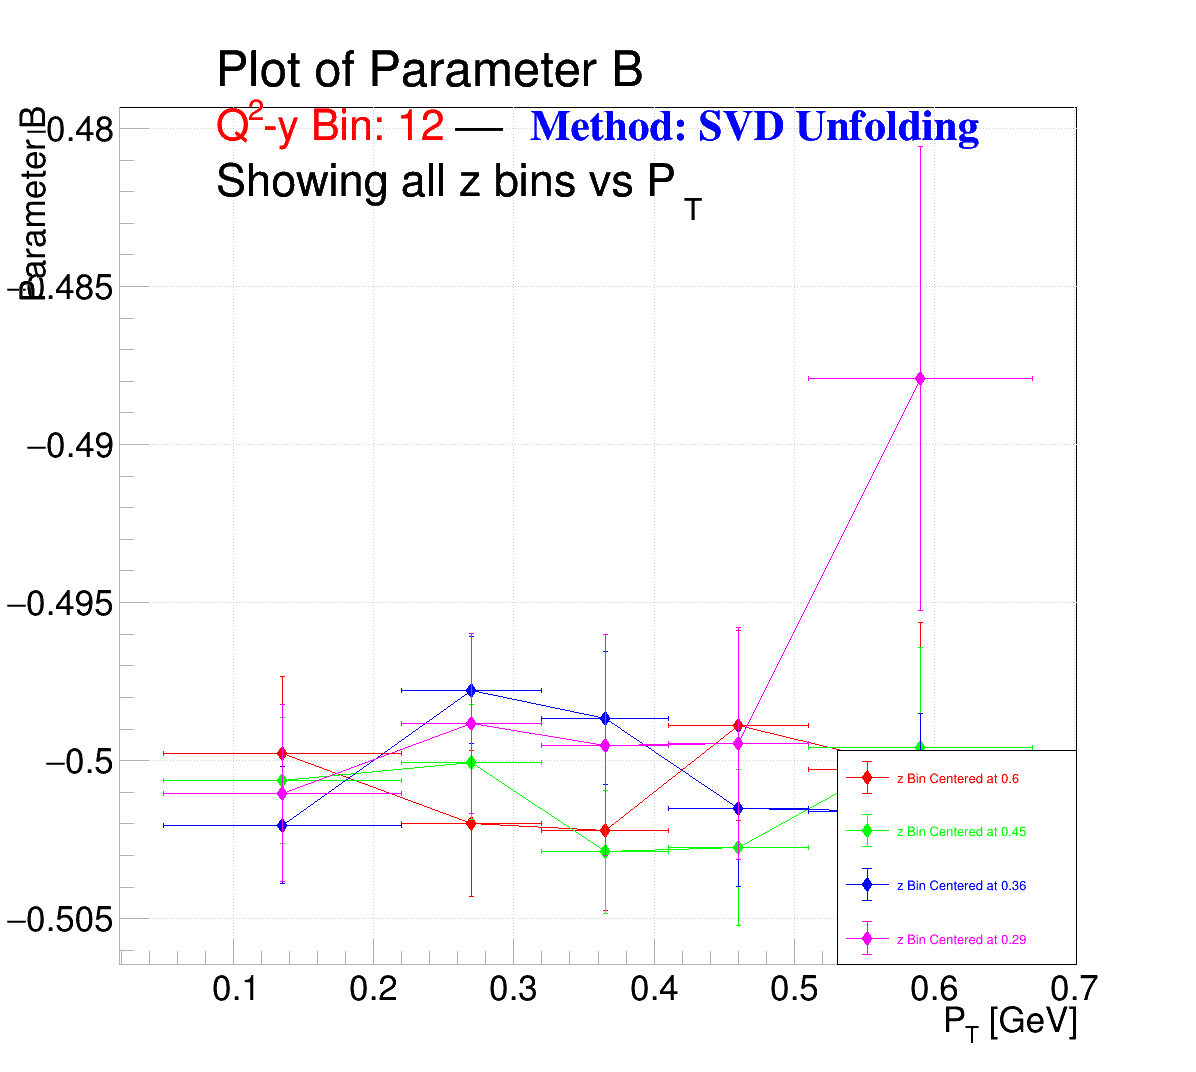 Plot of Parameter B
Q²-y Bin: 12 — Method: SVD Unfolding
Showing all z bins vs P_T
Parameter B
−0.48
−0.485
−0.49
−0.495
−0.5
−0.505
z Bin Centered at 0.6
z Bin Centered at 0.45
z Bin Centered at 0.36
z Bin Centered at 0.29
0.1 0.2 0.3 0.4 0.5 0.6 0.7
P_T [GeV]